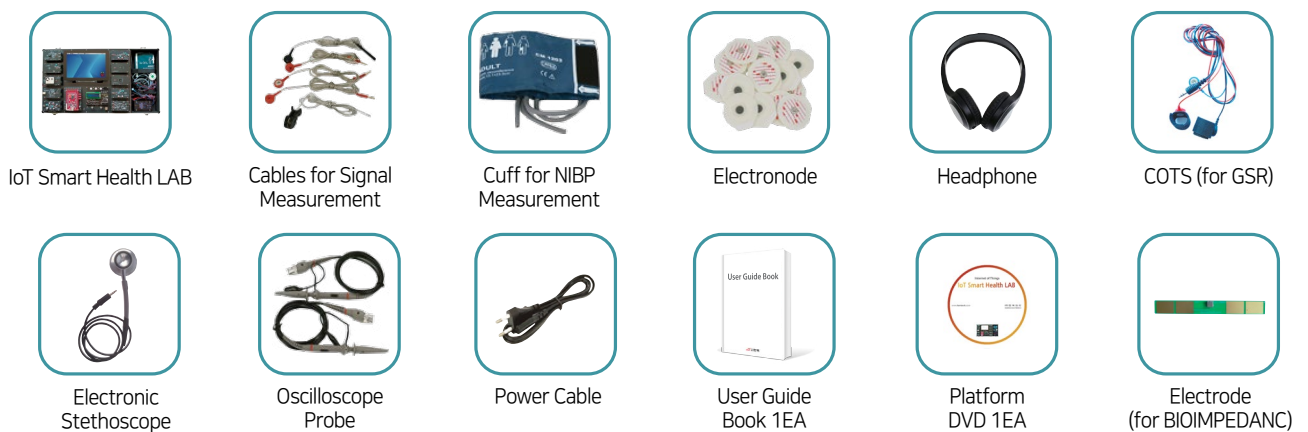 ADULT
IoT Smart Health LAB
Cables for Signal
Measurement
Cuff for NIBP
Measurement
Electronode
Headphone
COTS (for GSR)
User Guide Book
IoT Smart Health LAB
Electronic
Stethoscope
Oscilloscope
Probe
Power Cable
User Guide
Book 1EA
Platform
DVD 1EA
Electrode
(for BIOIMPEDANC)